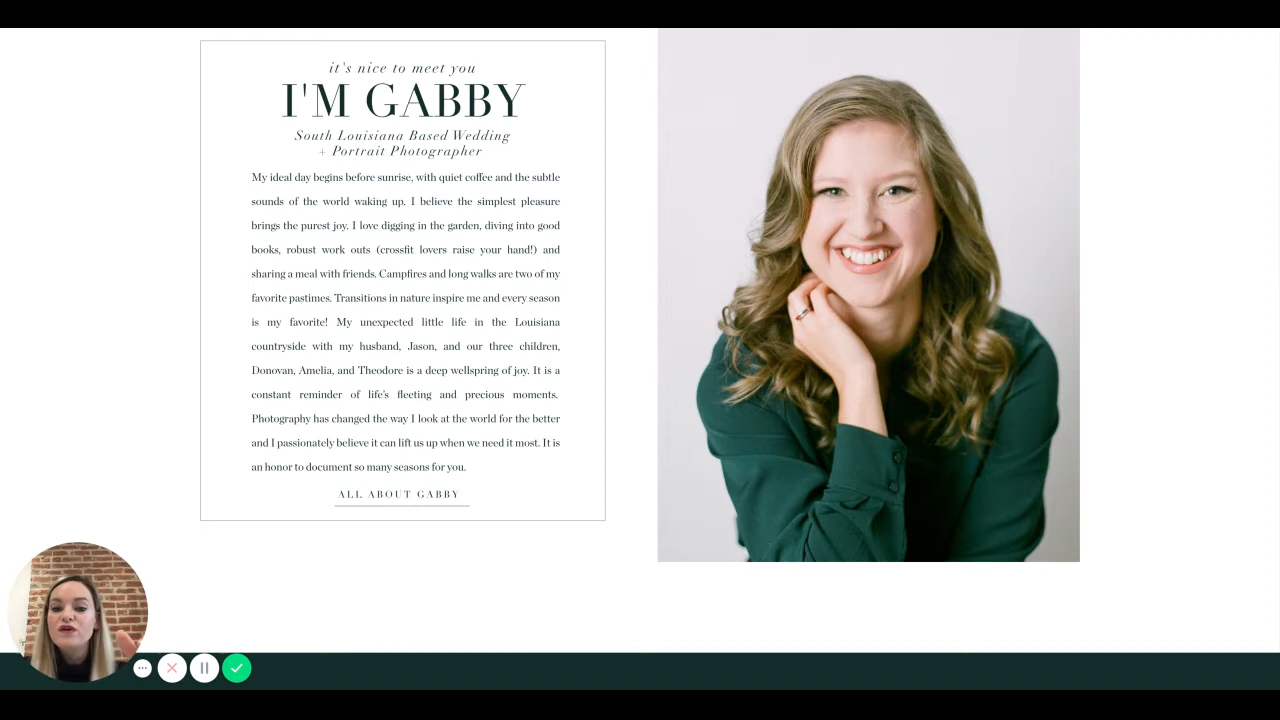 it's nice to meet you
I'M GABBY
South Louisiana Based Wedding
+ Portrait Photographer
My ideal day begins before sunrise, with quiet coffee and the subtle
sounds of the world waking up. I believe the simplest pleasure
brings the purest joy. I love digging in the garden, diving into good
books, robust work outs (crossfit lovers raise your hand!) and
sharing a meal with friends. Campfires and long walks are two of my
favorite pastimes. Transitions in nature inspire me and every season
is my favorite! My unexpected little life in the Louisiana
countryside with my husband, Jason, and our three children,
Donovan, Amelia, and Theodore is a deep wellspring of joy. It is a
constant reminder of life's fleeting and precious moments.
Photography has changed the way I look at the world for the better
and I passionately believe it can lift us up when we need it most. It is
an honor to document so many seasons for you.
ALL ABOUT GABBY